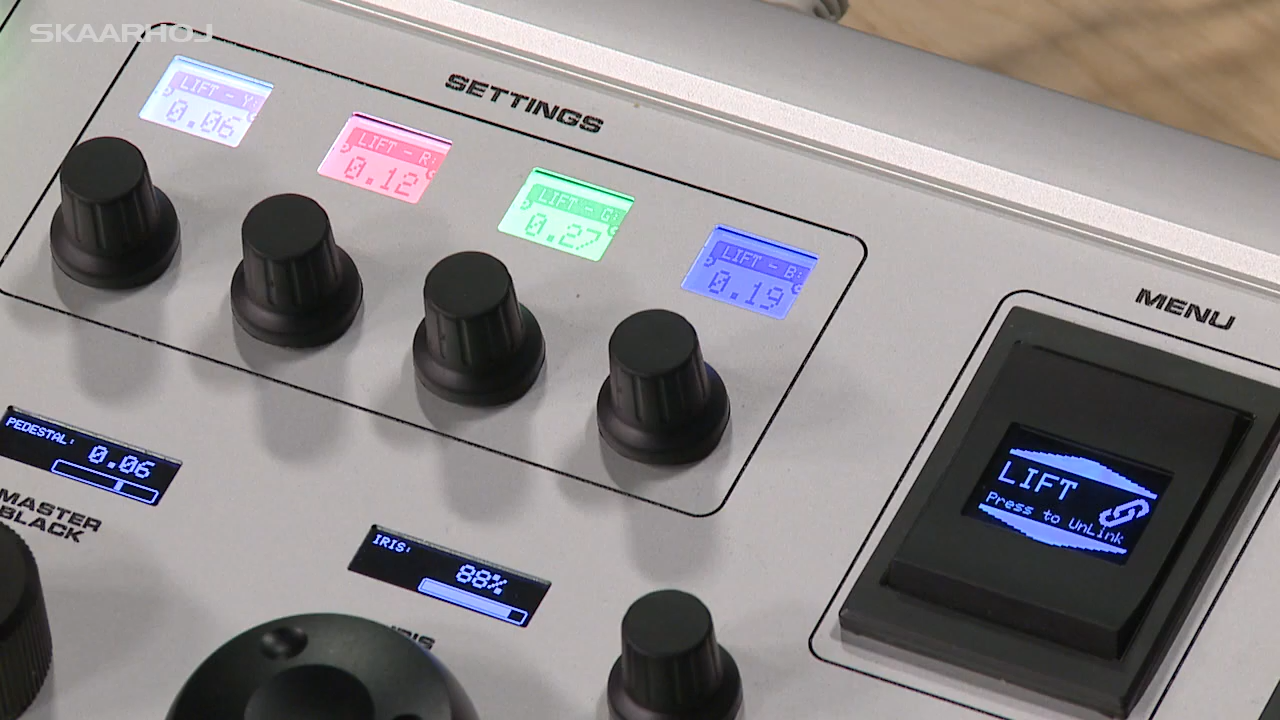 SKAARHOJ
SETTINGS
LIFT - Y:
0.06
LIFT - R:
0.12
LIFT - G:
0.27
LIFT - B:
0.19
MENU
LIFT
Press to UnLink
PEDESTAL:
0.06
MASTER
BLACK
IRIS:
88%
IRIS